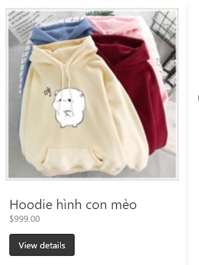 Hoodie hình con mèo
$999.00
View details